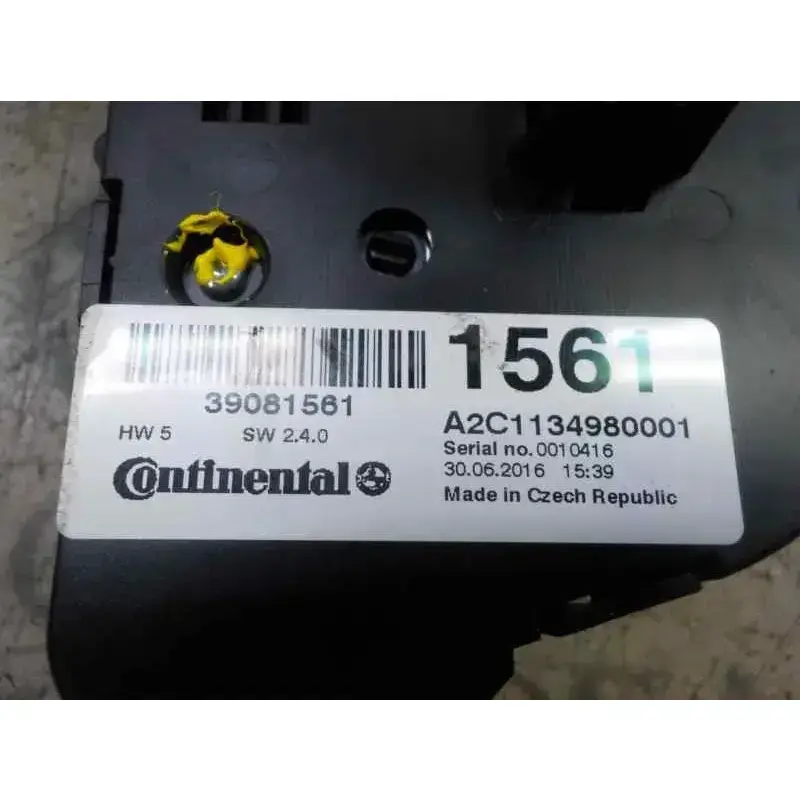 1561
39081561
A2C1134980001
HW 5 SW 2.4.0
Serial no. 0010416
30.06.2016 15:39
Continental
Made in Czech Republic